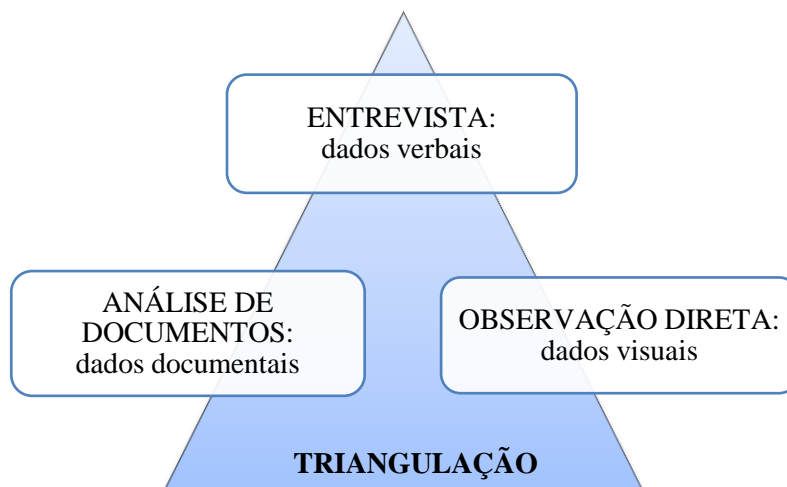 ENTREVISTA:
dados verbais
ANÁLISE DE
DOCUMENTOS:
dados documentais
OBSERVAÇÃO DIRETA:
dados visuais
TRIANGULAÇÃO